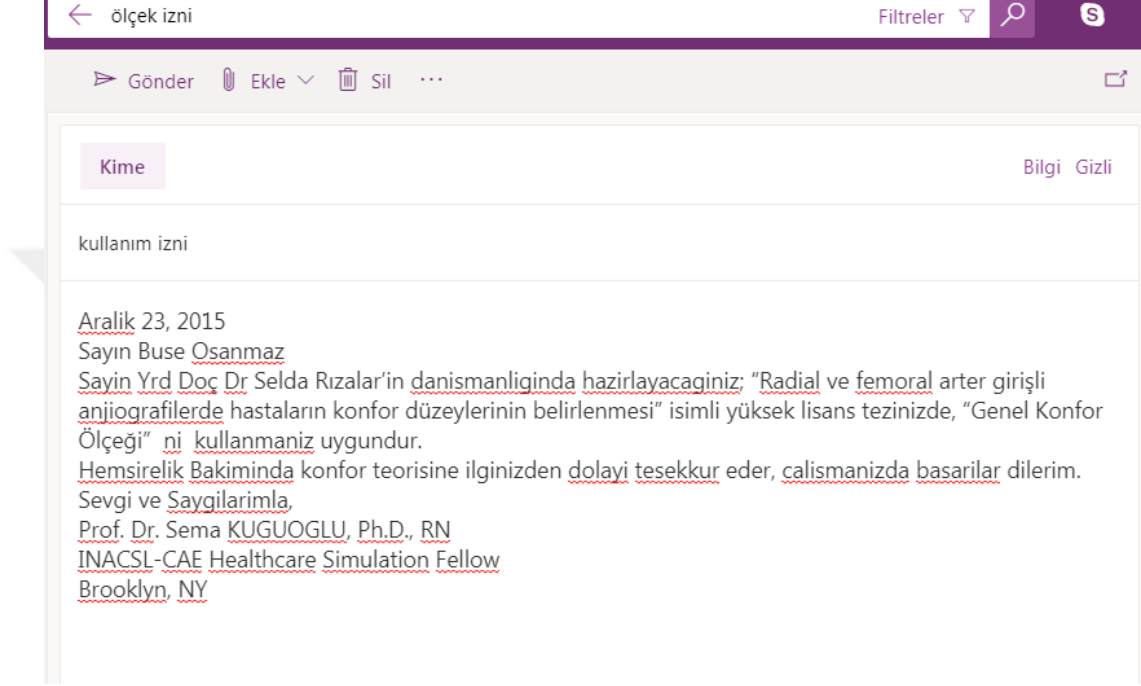 ölçek izni
Filtreler
S
Gönder Ekle Sil ...
Kime
Bilgi Gizli
kullanım izni
Aralik 23, 2015
Sayın Buse Osanmaz
Sayin Yrd Doç Dr Selda Rızalar’in danismanliginda hazirlayacaginiz; “Radial ve femoral arter girişli
anjiografilerde hastaların konfor düzeylerinin belirlenmesi” isimli yüksek lisans tezinizde, “Genel Konfor
Ölçeği” ni kullanmaniz uygundur.
Hemsirelik Bakiminda konfor teorisine ilginizden dolayi tesekkur eder, calismanizda basarilar dilerim.
Sevgi ve Saygilarimla,
Prof. Dr. Sema KUGUOGLU, Ph.D., RN
INACSL-CAE Healthcare Simulation Fellow
Brooklyn, NY